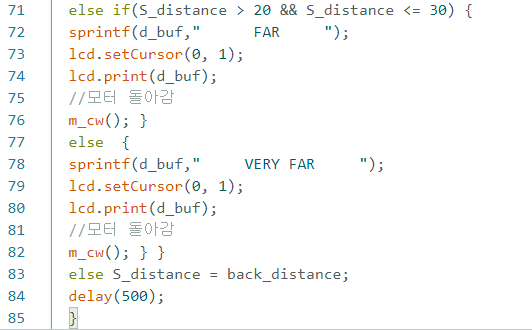 71 else if(S_distance > 20 && S_distance <= 30) {
72 sprintf(d_buf,"      FAR     ");
73 lcd.setCursor(0, 1);
74 lcd.print(d_buf);
75 //모터 돌아감
76 m_cw(); }
77 else  {
78 sprintf(d_buf,"     VERY FAR     ");
79 lcd.setCursor(0, 1);
80 lcd.print(d_buf);
81 //모터 돌아감
82 m_cw(); } }
83 else S_distance = back_distance;
84 delay(500);
85 }